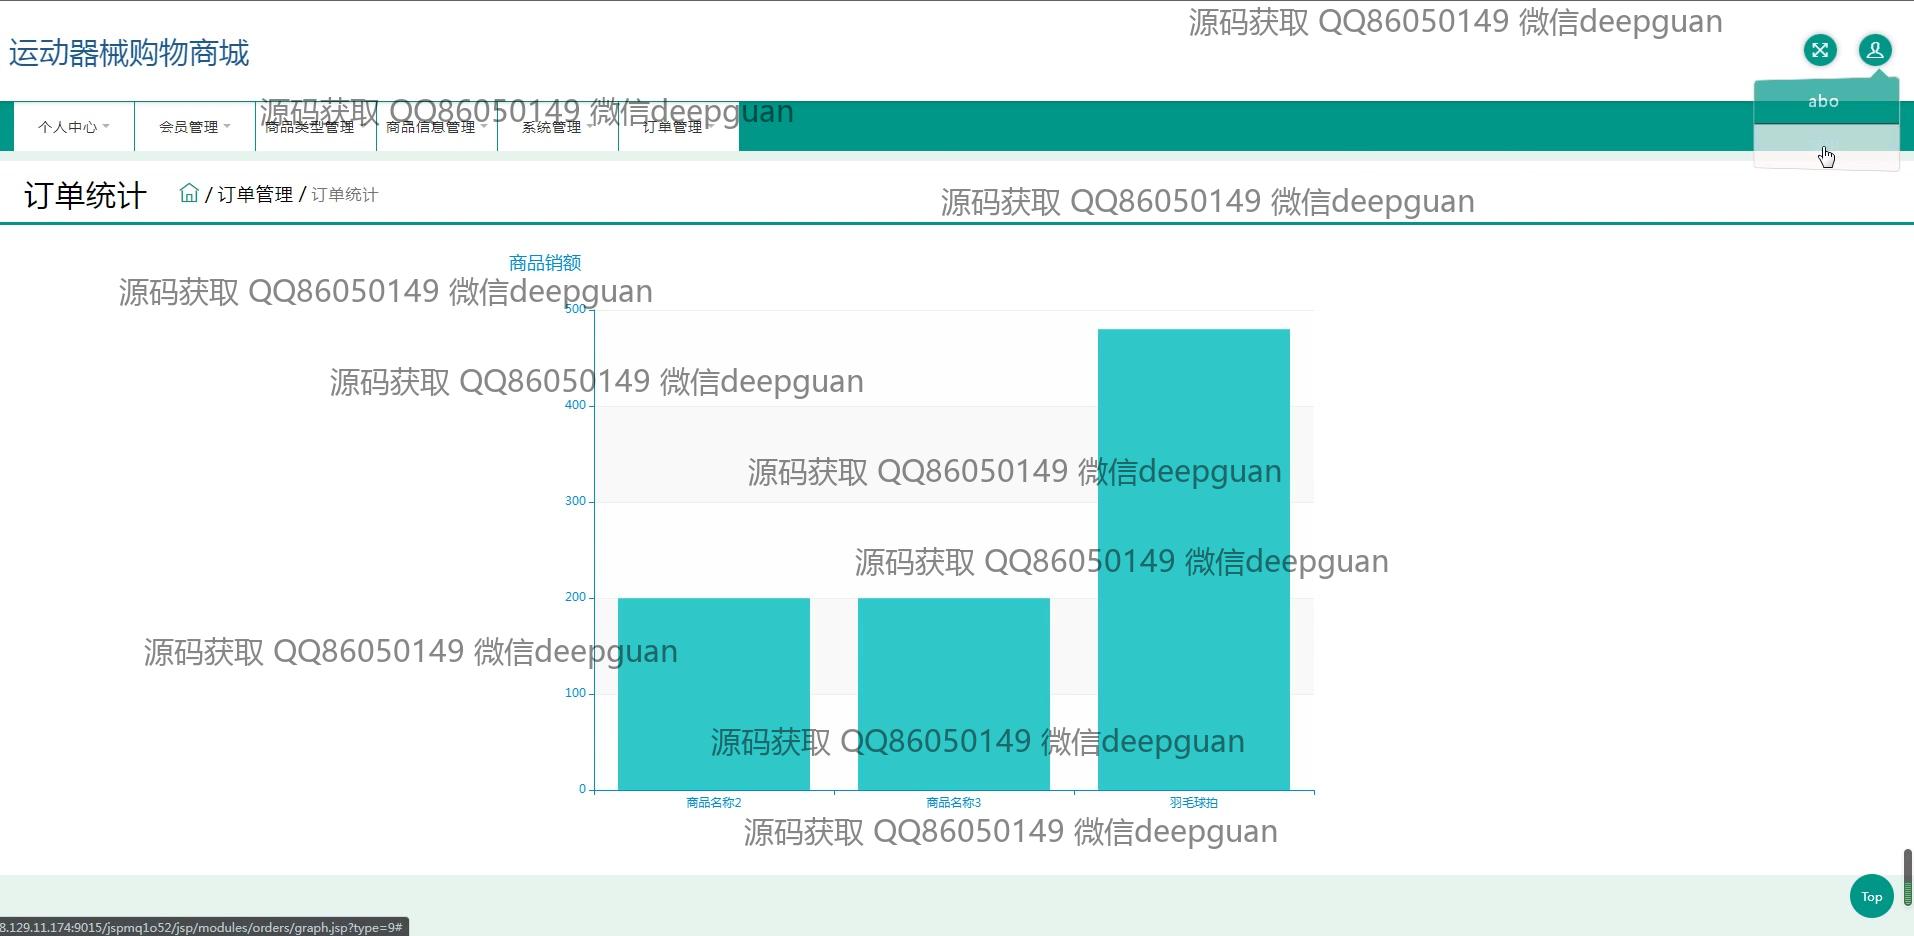 源码获取 QQ86050149 微信deepguan
运动器械购物商城
abo
源码获取 QQ86050149 微信deepguan
个人中心 会员管理 商品类型管理 商品信息管理 系统管理 订单管理
订单统计 / 订单管理 / 订单统计
源码获取 QQ86050149 微信deepguan
商品销额
源码获取 QQ86050149 微信deepguan
500
源码获取 QQ86050149 微信deepguan
400
源码获取 QQ86050149 微信deepguan
300
源码获取 QQ86050149 微信deepguan
200
源码获取 QQ86050149 微信deepguan
100
源码获取 QQ86050149 微信deepguan
0
商品名称2 商品名称3 羽毛球拍
源码获取 QQ86050149 微信deepguan
Top
8.129.11.174:9015/jspmq1o52/jsp/modules/orders/graph.jsp?type=9#